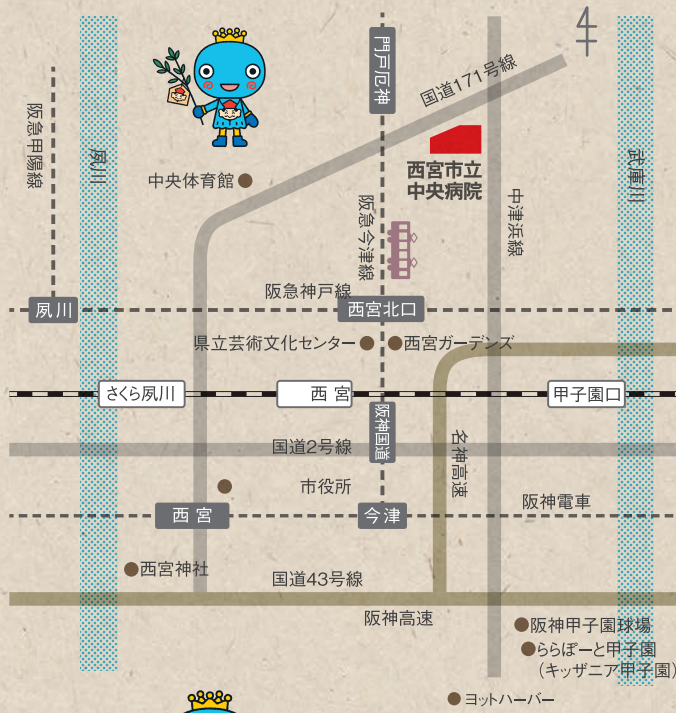 門戸厄神
国道171号線
阪急甲陽線
夙川
武庫川
西宮市立
中央病院
中央体育館
阪急今津線
中津浜線
阪急神戸線
夙川
西宮北口
県立芸術文化センター
西宮ガーデンズ
さくら夙川
西宮
甲子園口
阪神国道
国道2号線
名神高速
市役所
阪神電車
西宮
今津
西宮神社
国道43号線
阪神高速
阪神甲子園球場
ららぽーと甲子園
(キッザニア甲子園)
ヨットハーバー